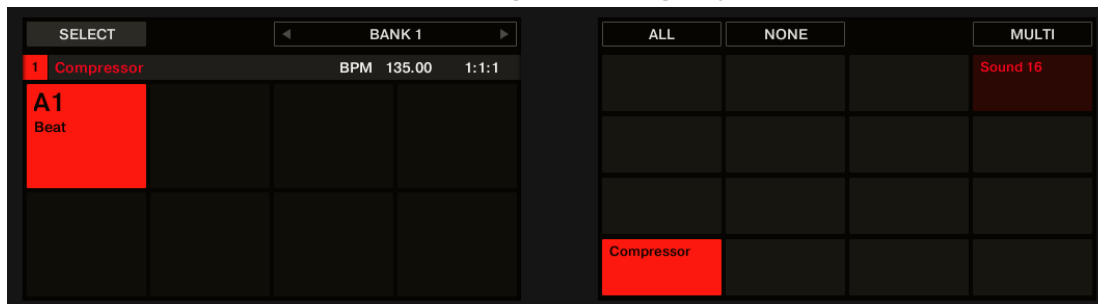 SELECT
BANK 1
ALL
NONE
MULTI
1 Compressor BPM 135.00 1:1:1
Sound 16
A1
Beat
Compressor